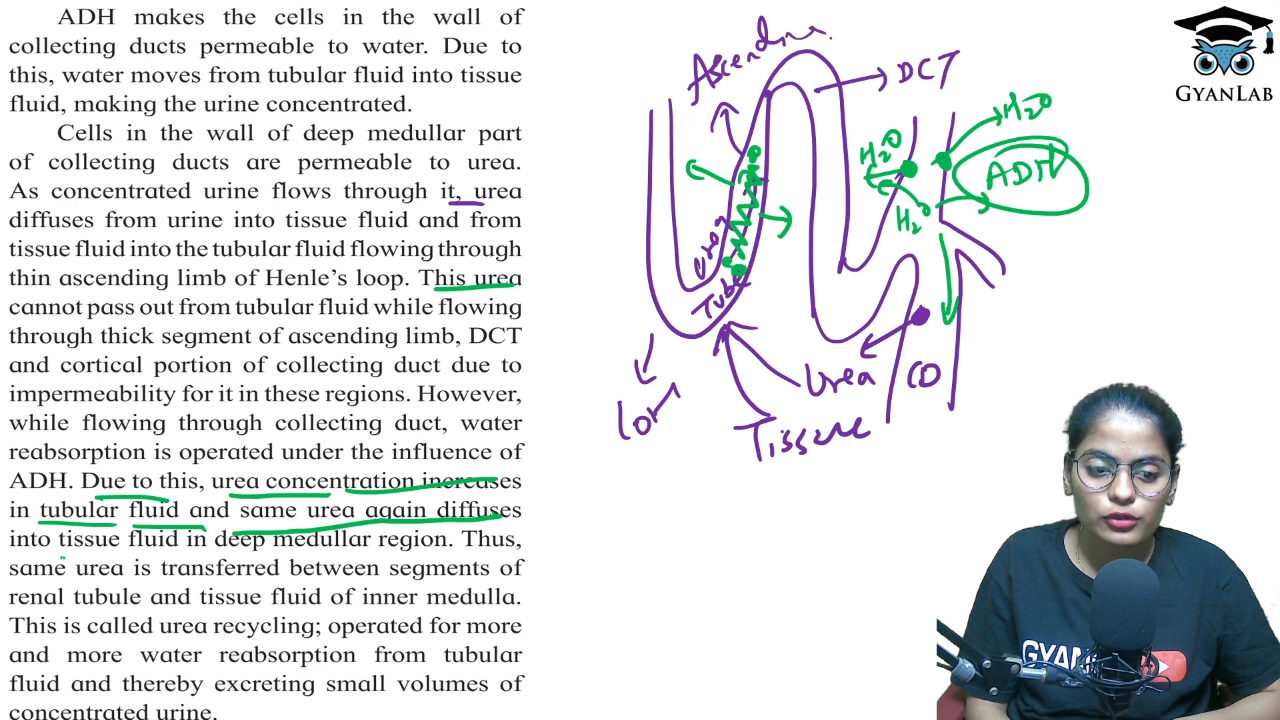 ADH makes the cells in the wall of
collecting ducts permeable to water. Due to
this, water moves from tubular fluid into tissue
fluid, making the urine concentrated.
Cells in the wall of deep medullar part
of collecting ducts are permeable to urea.
As concentrated urine flows through it, urea
diffuses from urine into tissue fluid and from
tissue fluid into the tubular fluid flowing through
thin ascending limb of Henle's loop. This urea
cannot pass out from tubular fluid while flowing
through thick segment of ascending limb, DCT
and cortical portion of collecting duct due to
impermeability for it in these regions. However,
while flowing through collecting duct, water
reabsorption is operated under the influence of
ADH. Due to this, urea concentration increases
in tubular fluid and same urea again diffuses
into tissue fluid in deep medullar region. Thus,
same urea is transferred between segments of
renal tubule and tissue fluid of inner medulla.
This is called urea recycling; operated for more
and more water reabsorption from tubular
fluid and thereby excreting small volumes of
concentrated urine.
DCT
H2O
H2O
ADH
H2O
Urea
CD
Tissue
GYANLAB
GYAN